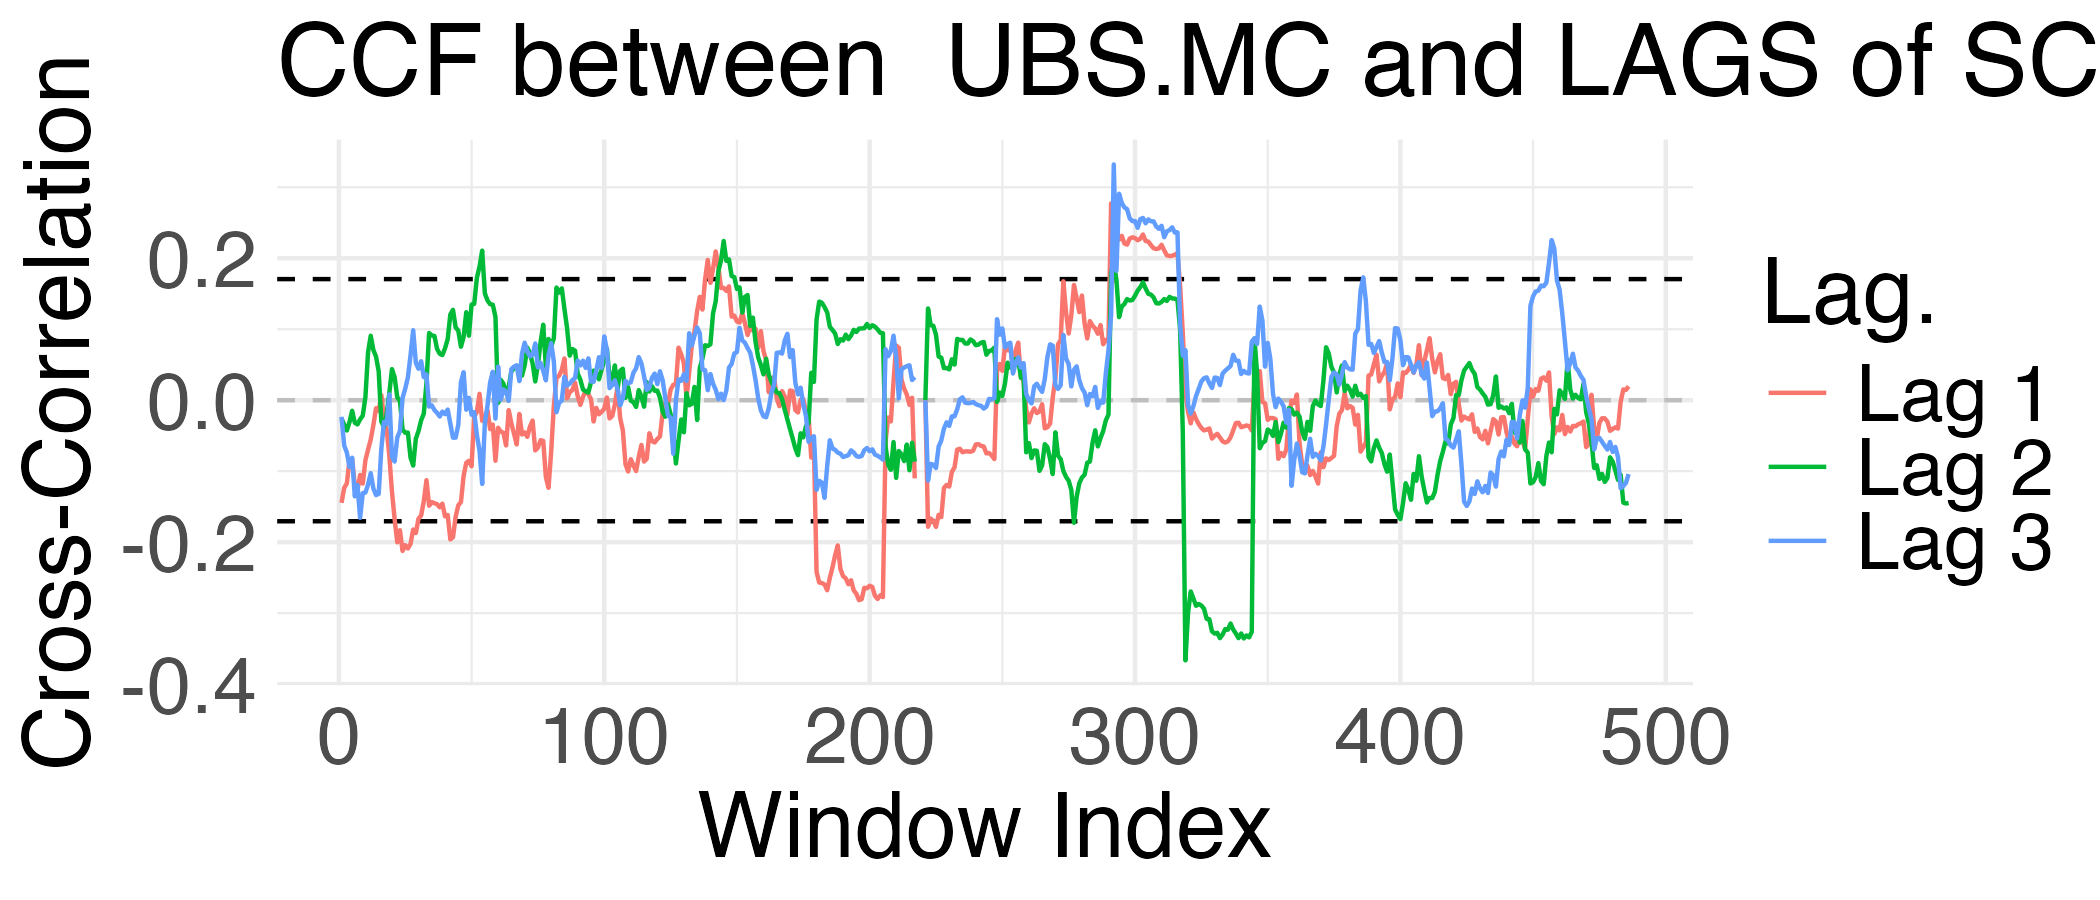 CCF between  UBS.MC and LAGS of SC
Cross-Correlation
0.2
0.0
-0.2
-0.4
0 100 200 300 400 500
Window Index
Lag.
Lag 1
Lag 2
Lag 3